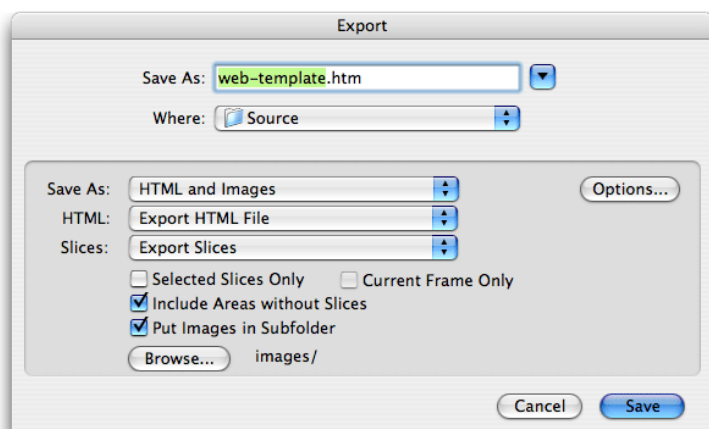 Export
Save As: web-template.htm
Where: Source
Save As: HTML and Images Options...
HTML: Export HTML File
Slices: Export Slices
Selected Slices Only Current Frame Only
Include Areas without Slices
Put Images in Subfolder
Browse... images/
Cancel Save